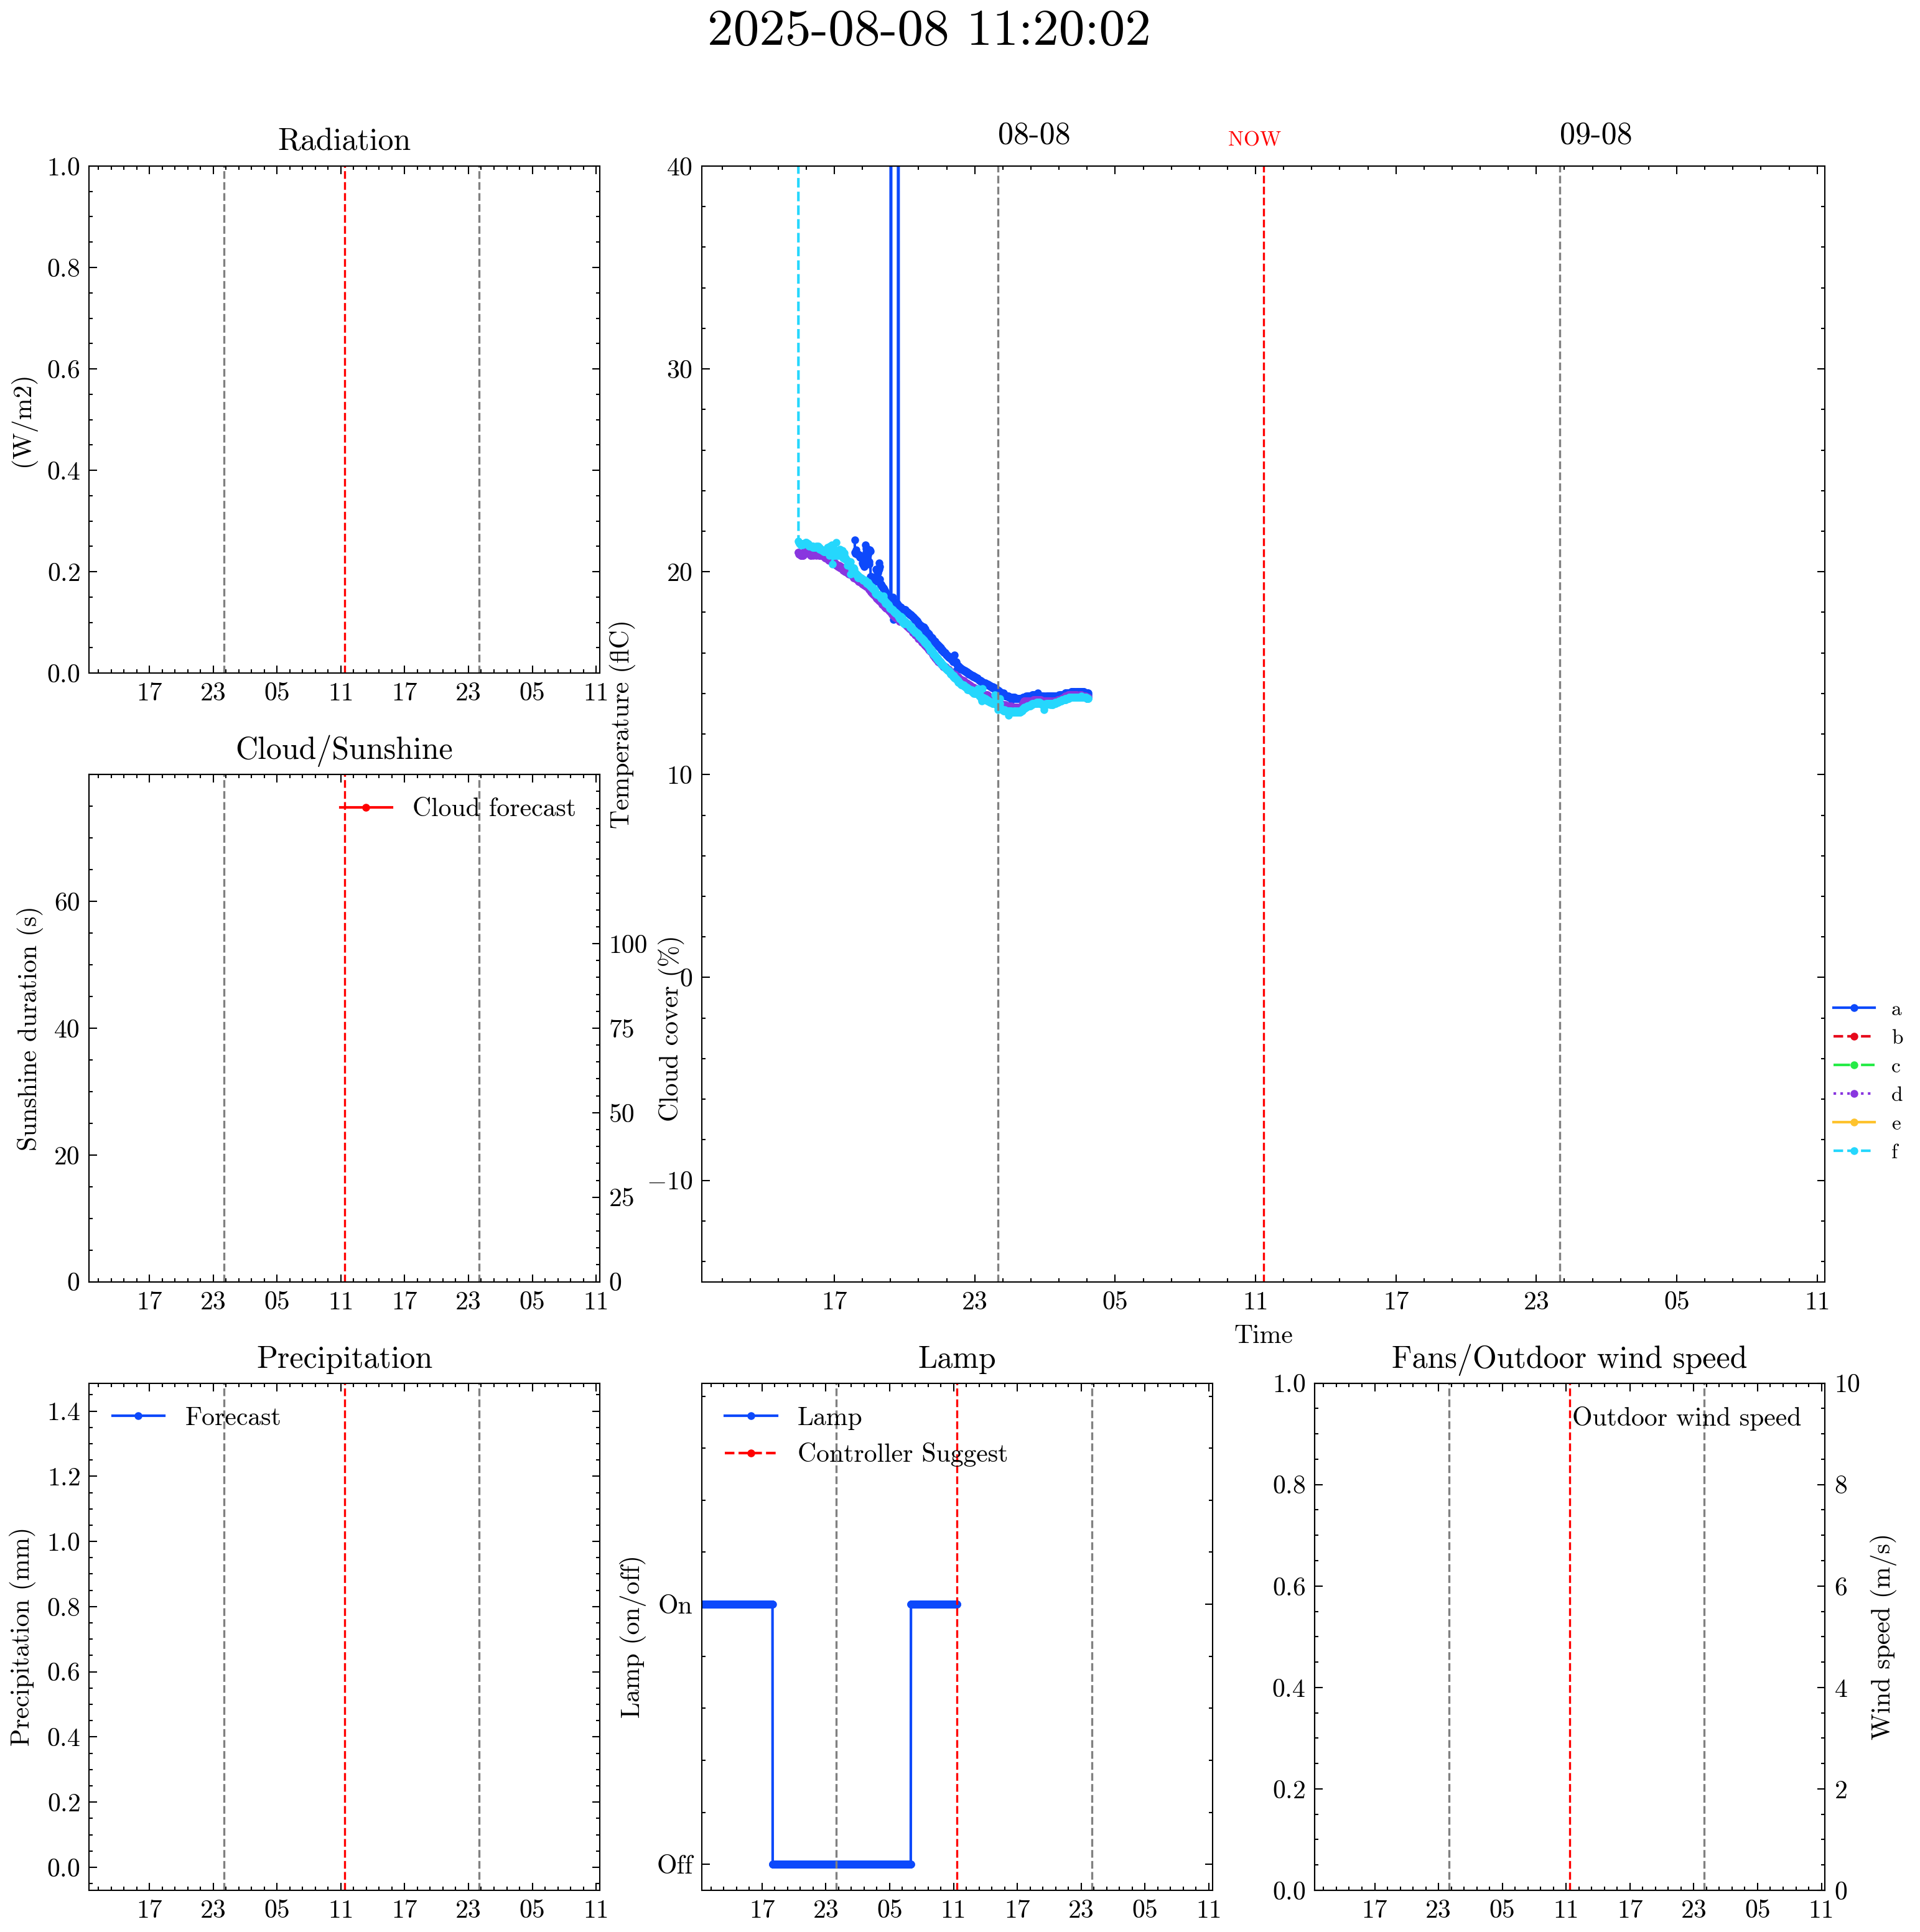 2025-08-08 11:20:02
Radiation
1.0
0.8
0.6
0.4
0.2
0.0
(W/m2)
17 23 05 11 17 23 05 11
08-08 NOW 09-08
40
30
20
10
0
−10
Temperature (flC)
17 23 05 11 17 23 05 11
Time
a
b
c
d
e
f
Cloud/Sunshine
Cloud forecast
60
40
20
0
Sunshine duration (s)
100
75
50
25
0
Cloud cover (%)
17 23 05 11 17 23 05 11
Precipitation
Forecast
1.4
1.2
1.0
0.8
0.6
0.4
0.2
0.0
Precipitation (mm)
17 23 05 11 17 23 05 11
Lamp
Lamp
Controller Suggest
On
Off
Lamp (on/off)
17 23 05 11 17 23 05 11
Fans/Outdoor wind speed
Outdoor wind speed
1.0
0.8
0.6
0.4
0.2
0.0
10
8
6
4
2
0
Wind speed (m/s)
17 23 05 11 17 23 05 11